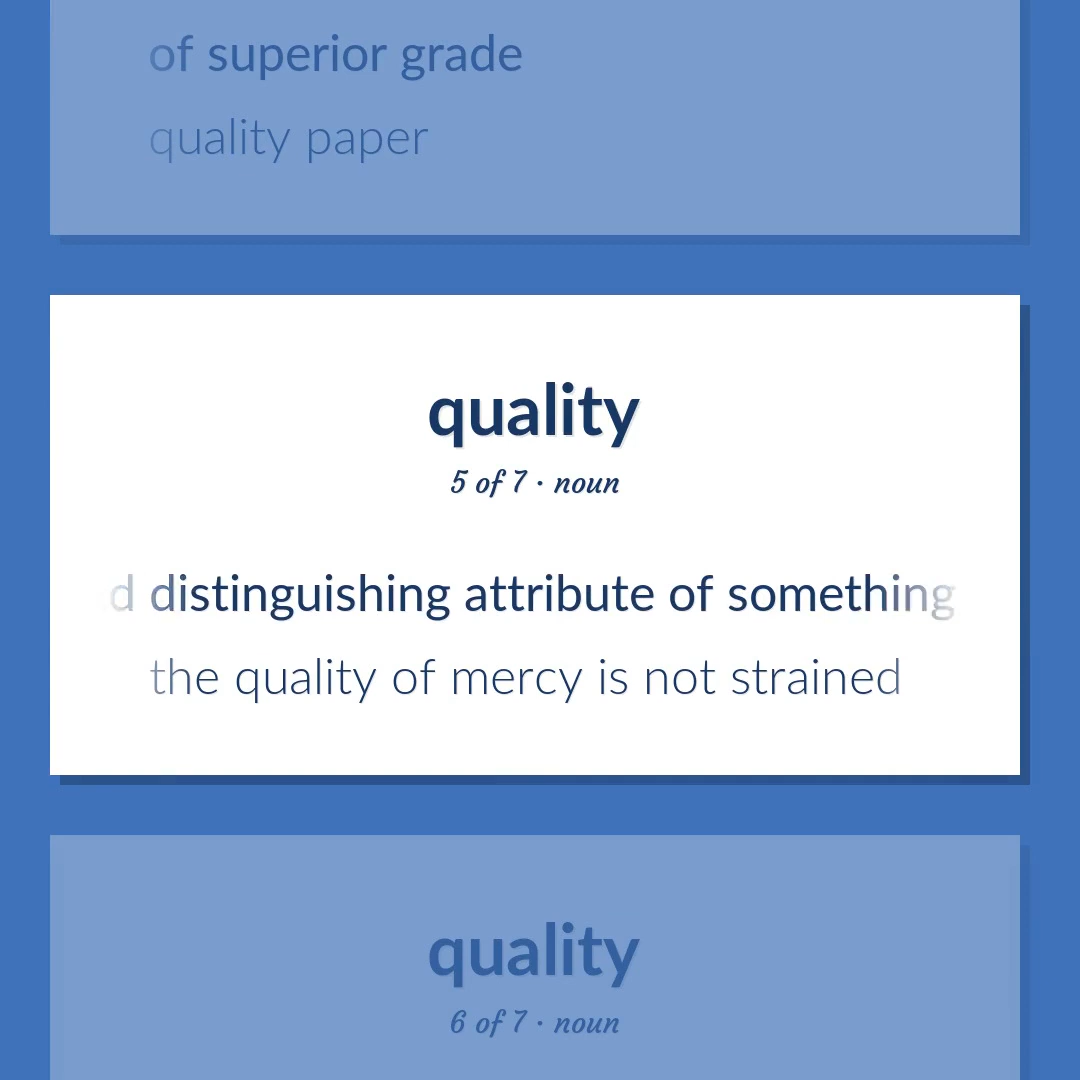 of superior grade
quality paper
quality
5 of 7 · noun
d distinguishing attribute of something
the quality of mercy is not strained
quality
6 of 7 · noun